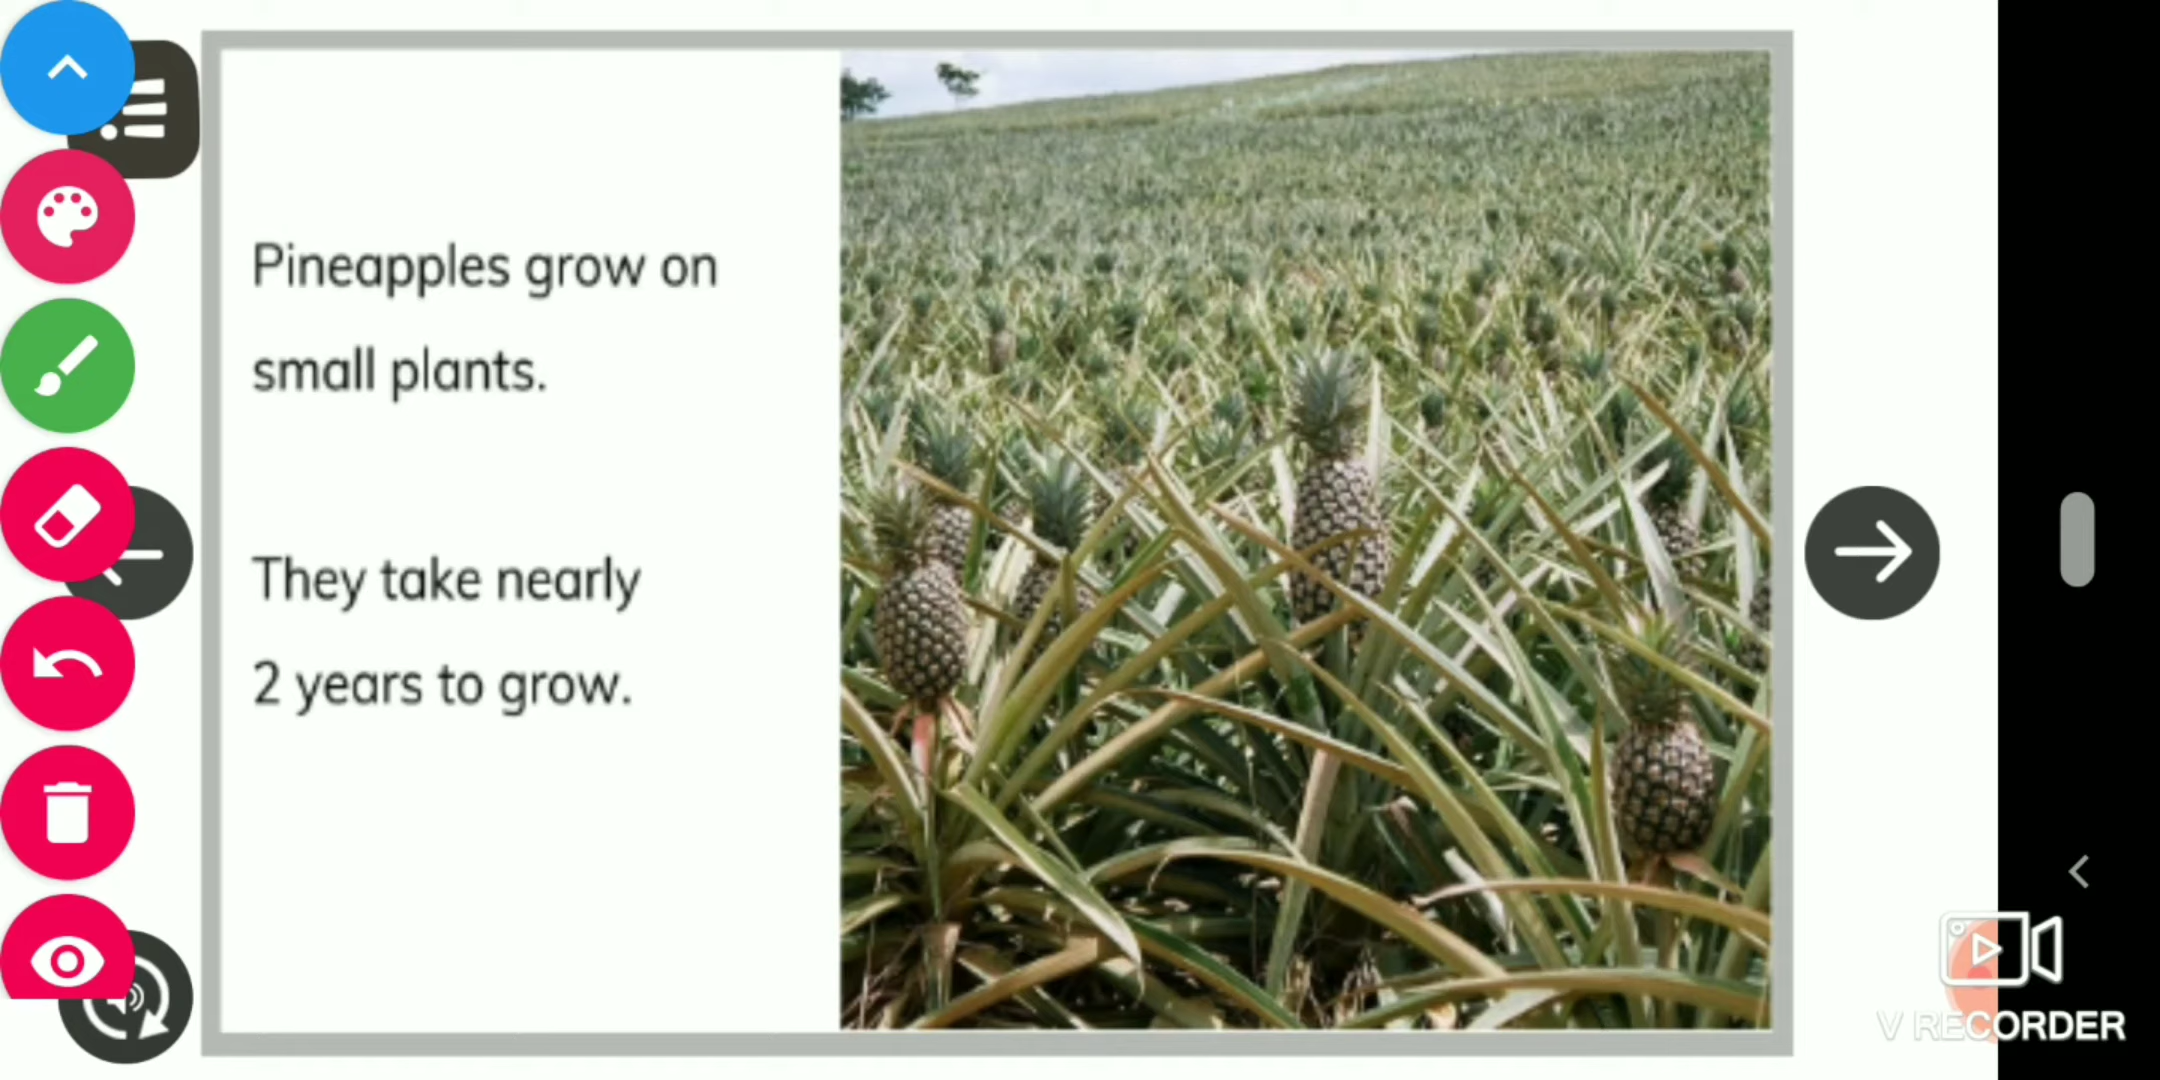 Pineapples grow on
small plants.
They take nearly
2 years to grow.
V RECORDER